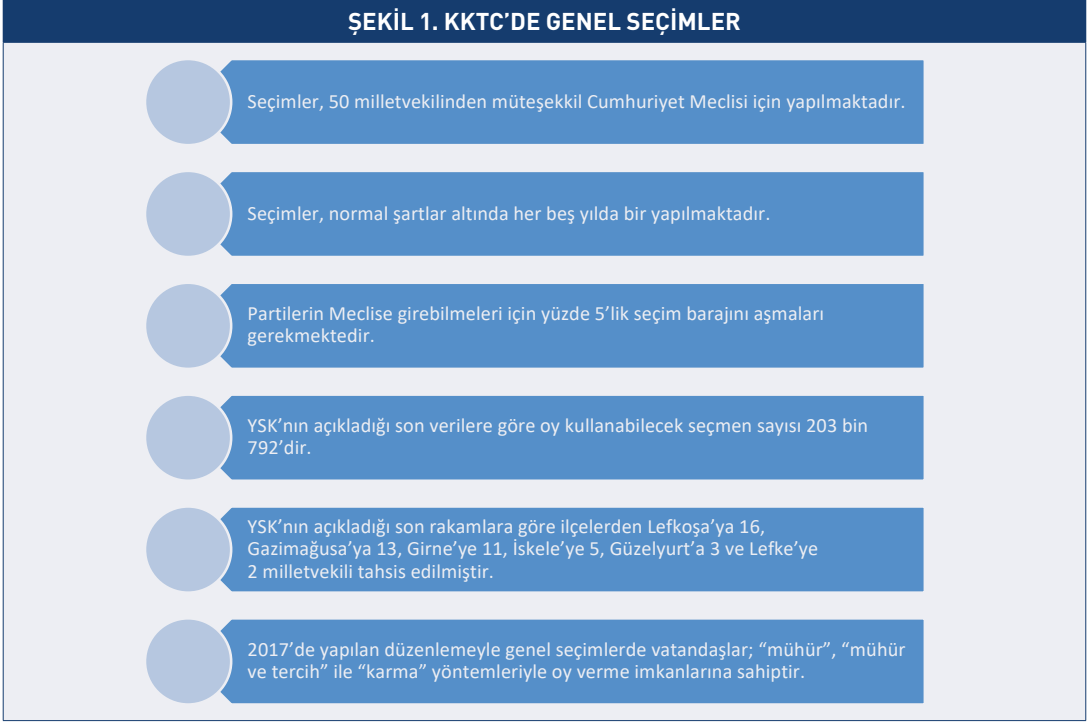 ŞEKİL 1. KKTC’DE GENEL SEÇİMLER
Seçimler, 50 milletvekilinden müteşekkil Cumhuriyet Meclisi için yapılmaktadır.
Seçimler, normal şartlar altında her beş yılda bir yapılmaktadır.
Partilerin Meclise girebilmeleri için yüzde 5’lik seçim barajını aşmaları
gerekmektedir.
YSK’nın açıkladığı son verilere göre oy kullanabilecek seçmen sayısı 203 bin
792’dir.
YSK’nın açıkladığı son rakamlara göre ilçelerden Lefkoşa’ya 16,
Gazimağusa’ya 13, Girne’ye 11, İskele’ye 5, Güzelyurt’a 3 ve Lefke’ye
2 milletvekili tahsis edilmiştir.
2017’de yapılan düzenlemeyle genel seçimlerde vatandaşlar; “mühür”, “mühür
ve tercih” ile “karma” yöntemleriyle oy verme imkanlarına sahiptir.